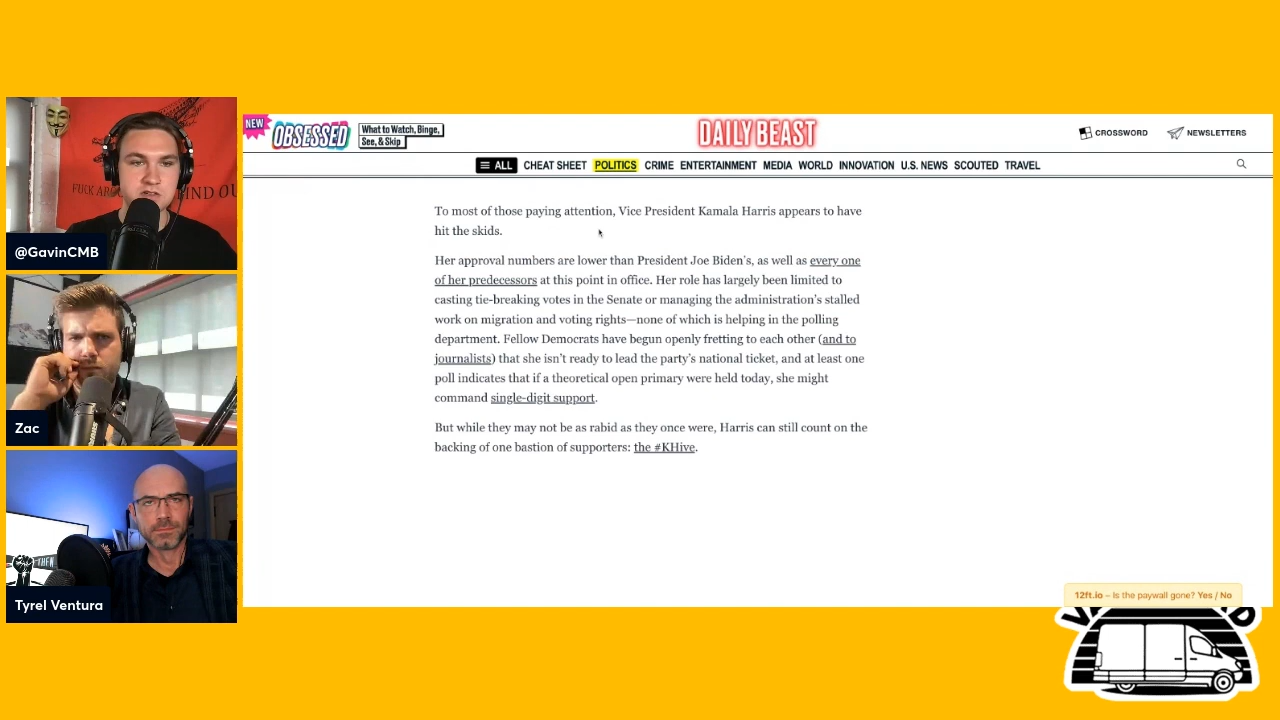 FUCK
FIND OU
@GavinCMB
Zac
THEM
Tyrel Ventura
NEW
OBSESSED
What to Watch, Binge,
See, & Skip
DAILY BEAST
CROSSWORD
NEWSLETTERS
ALL CHEAT SHEET POLITICS CRIME ENTERTAINMENT MEDIA WORLD INNOVATION U.S. NEWS SCOUTED TRAVEL
To most of those paying attention, Vice President Kamala Harris appears to have
hit the skids.
Her approval numbers are lower than President Joe Biden's, as well as every one
of her predecessors at this point in office. Her role has largely been limited to
casting tie-breaking votes in the Senate or managing the administration's stalled
work on migration and voting rights—none of which is helping in the polling
department. Fellow Democrats have begun openly fretting to each other (and to
journalists) that she isn't ready to lead the party's national ticket, and at least one
poll indicates that if a theoretical open primary were held today, she might
command single-digit support.
But while they may not be as rabid as they once were, Harris can still count on the
backing of one bastion of supporters: the #KHive.
12ft.io – Is the paywall gone? Yes / No